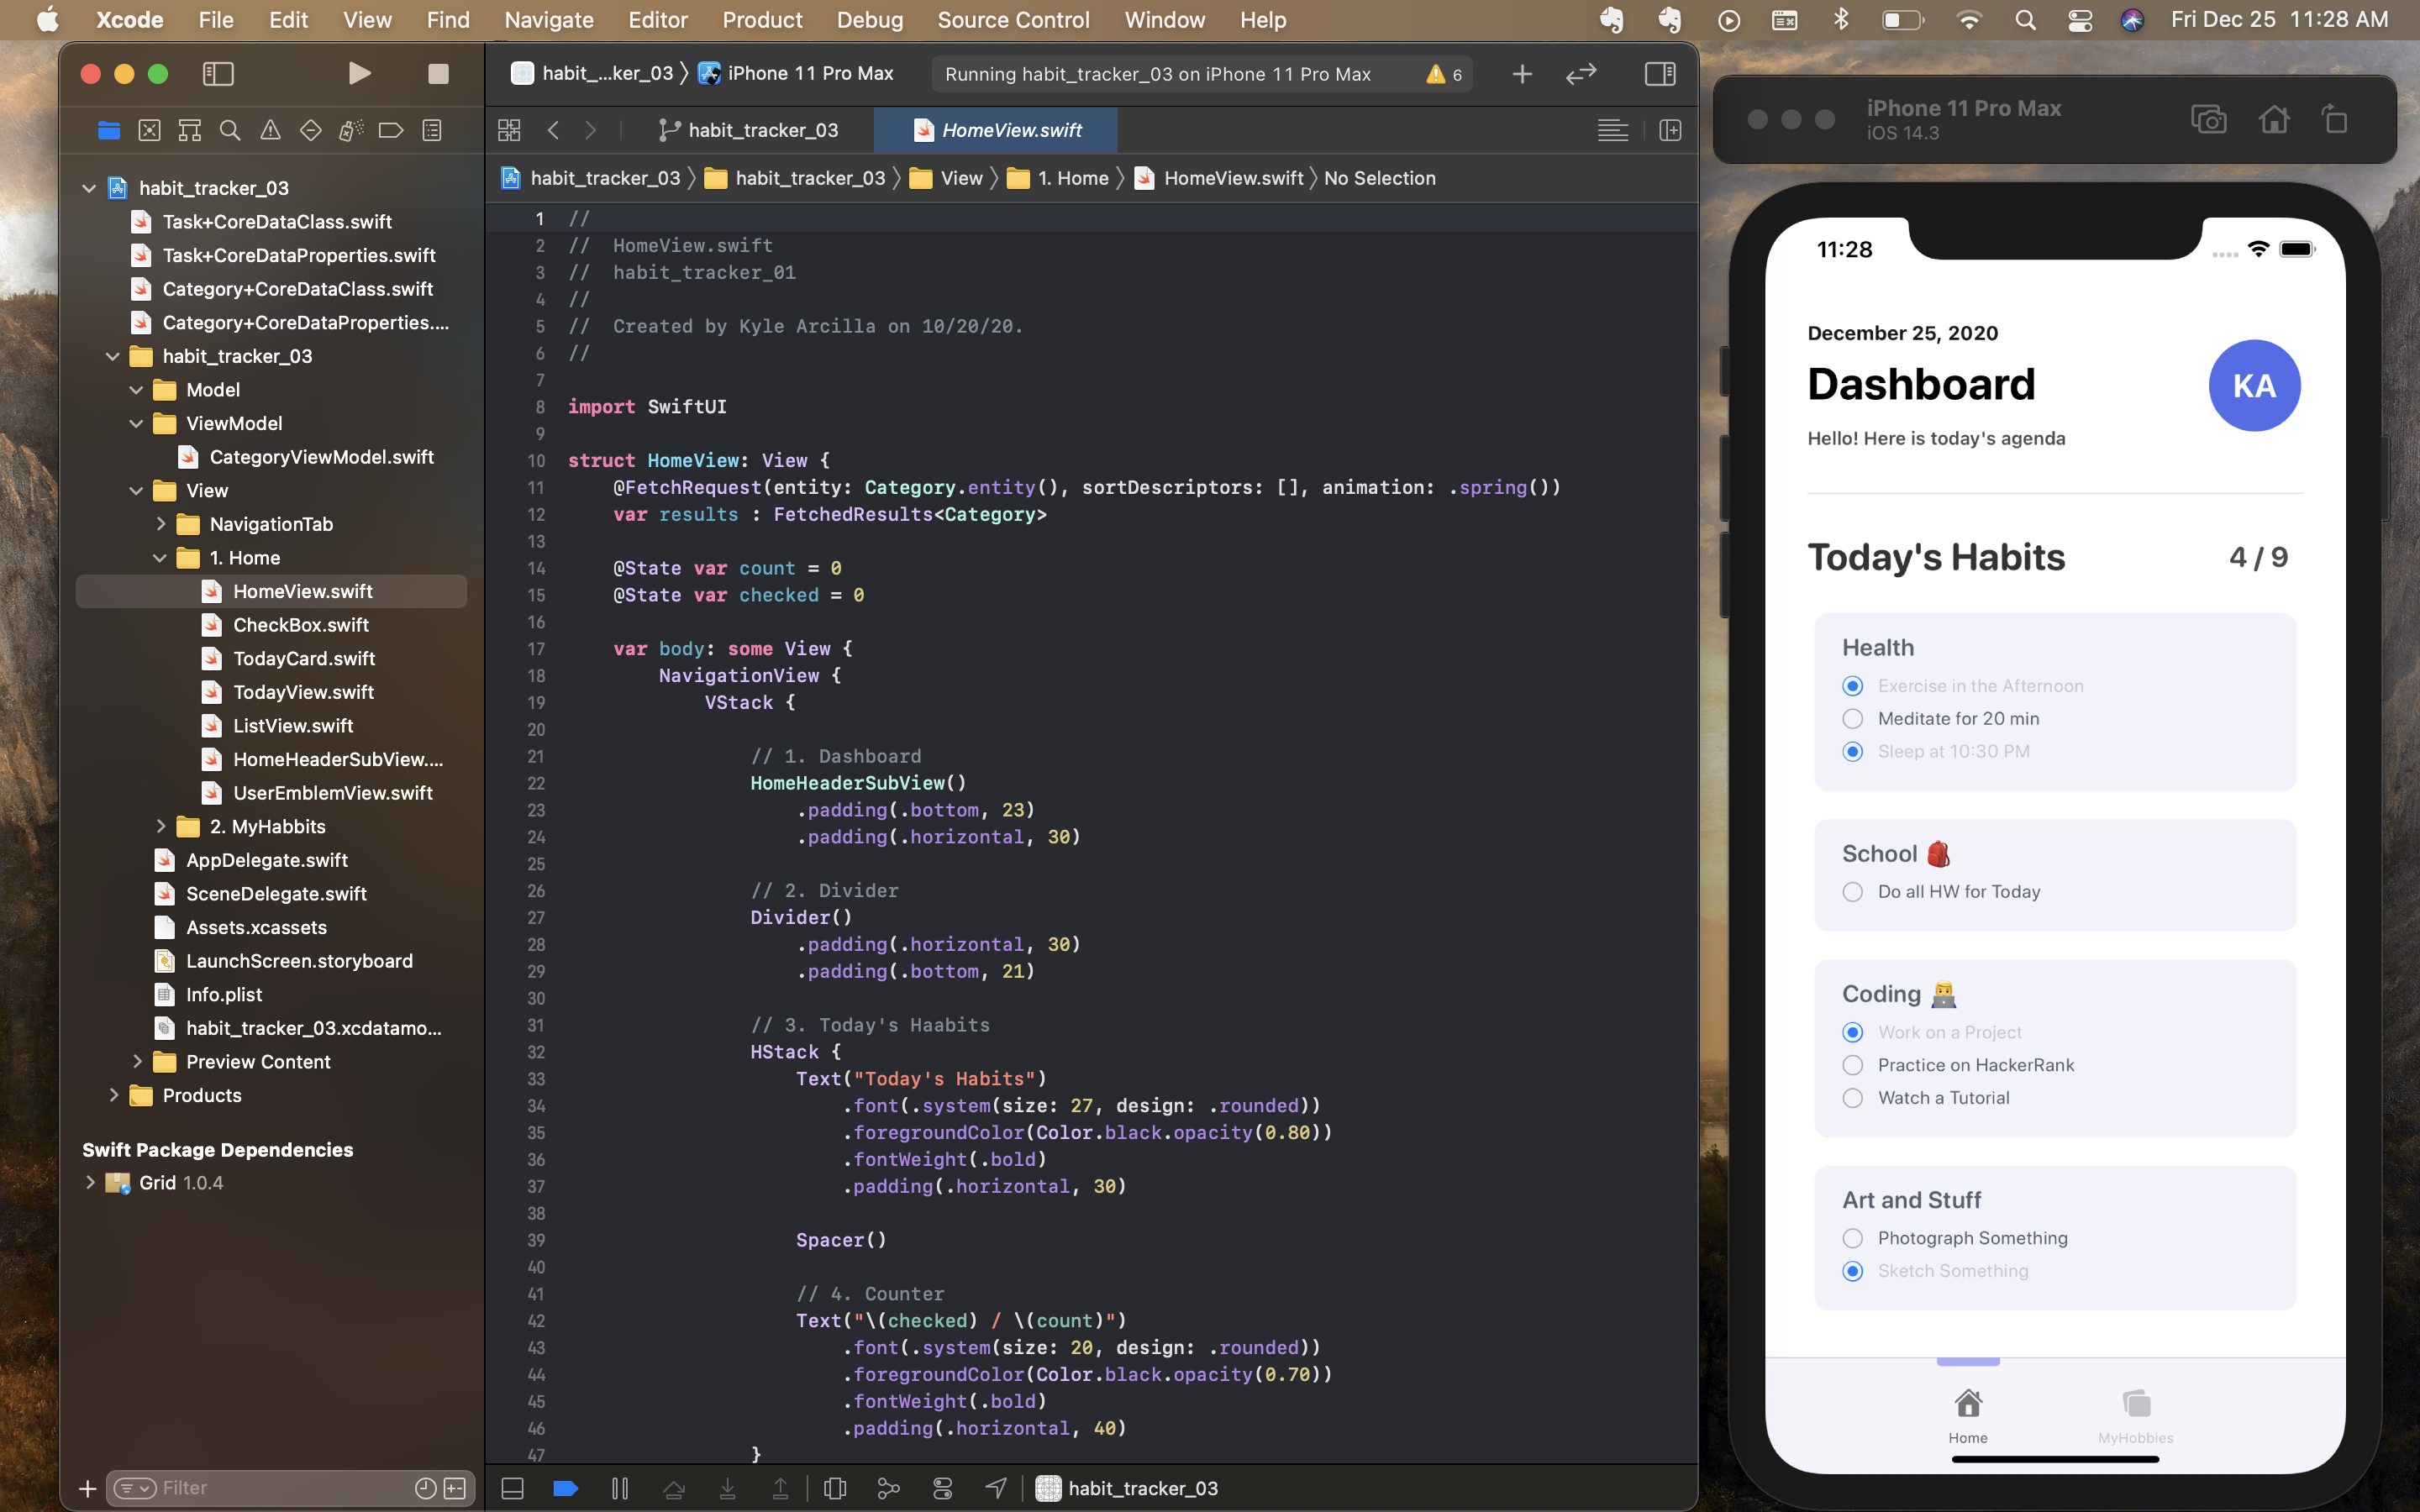 Xcode File Edit View Find Navigate Editor Product Debug Source Control Window Help
Fri Dec 25 11:28 AM
habit_...ker_03 〉 iPhone 11 Pro Max
Running habit_tracker_03 on iPhone 11 Pro Max
6
habit_tracker_03
HomeView.swift
habit_tracker_03 〉 habit_tracker_03 〉 View 〉 1. Home 〉 HomeView.swift 〉 No Selection
habit_tracker_03
Task+CoreDataClass.swift
Task+CoreDataProperties.swift
Category+CoreDataClass.swift
Category+CoreDataProperties....
habit_tracker_03
Model
ViewModel
CategoryViewModel.swift
View
NavigationTab
1. Home
HomeView.swift
CheckBox.swift
TodayCard.swift
TodayView.swift
ListView.swift
HomeHeaderSubView....
UserEmblemView.swift
2. MyHabbits
AppDelegate.swift
SceneDelegate.swift
Assets.xcassets
LaunchScreen.storyboard
Info.plist
habit_tracker_03.xcdatamo...
Preview Content
Products
Swift Package Dependencies
Grid 1.0.4
Filter
1 //
2 //  HomeView.swift
3 //  habit_tracker_01
4 //
5 //  Created by Kyle Arcilla on 10/20/20.
6 //
7
8 import SwiftUI
9
10 struct HomeView: View {
11     @FetchRequest(entity: Category.entity(), sortDescriptors: [], animation: .spring())
12     var results : FetchedResults<Category>
13
14     @State var count = 0
15     @State var checked = 0
16
17     var body: some View {
18         NavigationView {
19             VStack {
20
21                 // 1. Dashboard
22                 HomeHeaderSubView()
23                     .padding(.bottom, 23)
24                     .padding(.horizontal, 30)
25
26                 // 2. Divider
27                 Divider()
28                     .padding(.horizontal, 30)
29                     .padding(.bottom, 21)
30
31                 // 3. Today's Haabits
32                 HStack {
33                     Text("Today's Habits")
34                         .font(.system(size: 27, design: .rounded))
35                         .foregroundColor(Color.black.opacity(0.80))
36                         .fontWeight(.bold)
37                         .padding(.horizontal, 30)
38
39                     Spacer()
40
41                     // 4. Counter
42                     Text("\(checked) / \(count)")
43                         .font(.system(size: 20, design: .rounded))
44                         .foregroundColor(Color.black.opacity(0.70))
45                         .fontWeight(.bold)
46                         .padding(.horizontal, 40)
47                 }
habit_tracker_03
iPhone 11 Pro Max
iOS 14.3
11:28
December 25, 2020
Dashboard
KA
Hello! Here is today's agenda
Today's Habits
4 / 9
Health
Exercise in the Afternoon
Meditate for 20 min
Sleep at 10:30 PM
School 🎒
Do all HW for Today
Coding 👨‍💻
Work on a Project
Practice on HackerRank
Watch a Tutorial
Art and Stuff
Photograph Something
Sketch Something
Home
MyHobbies